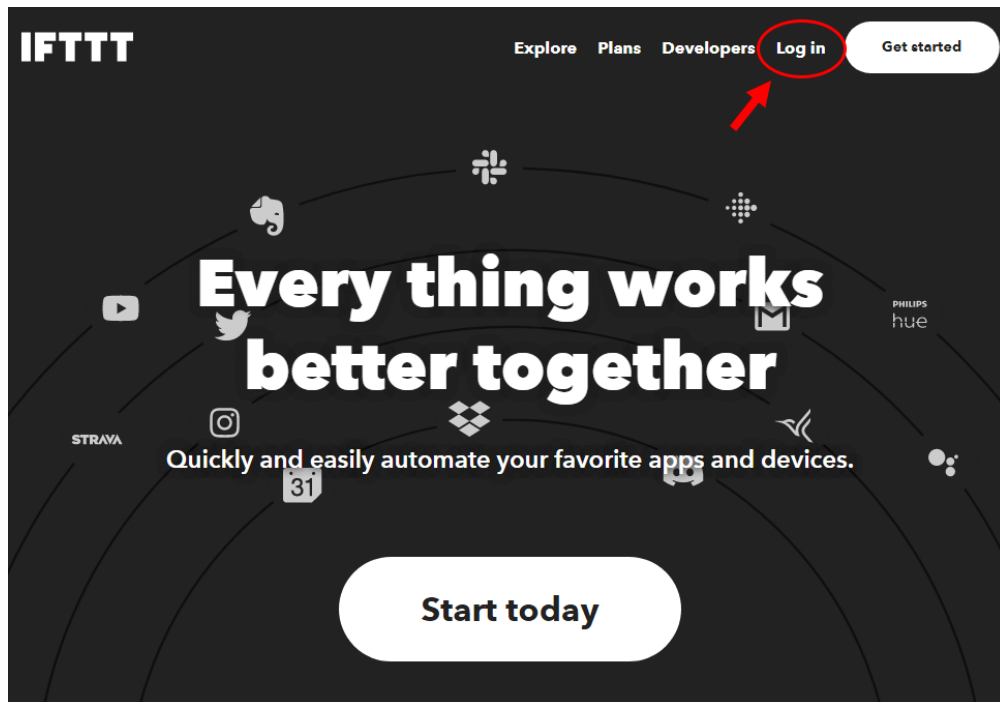 IFTTT
Explore Plans Developers Log in Get started
Every thing works
better together
PHILIPS
hue
STRAVA
Quickly and easily automate your favorite apps and devices.
31
Start today